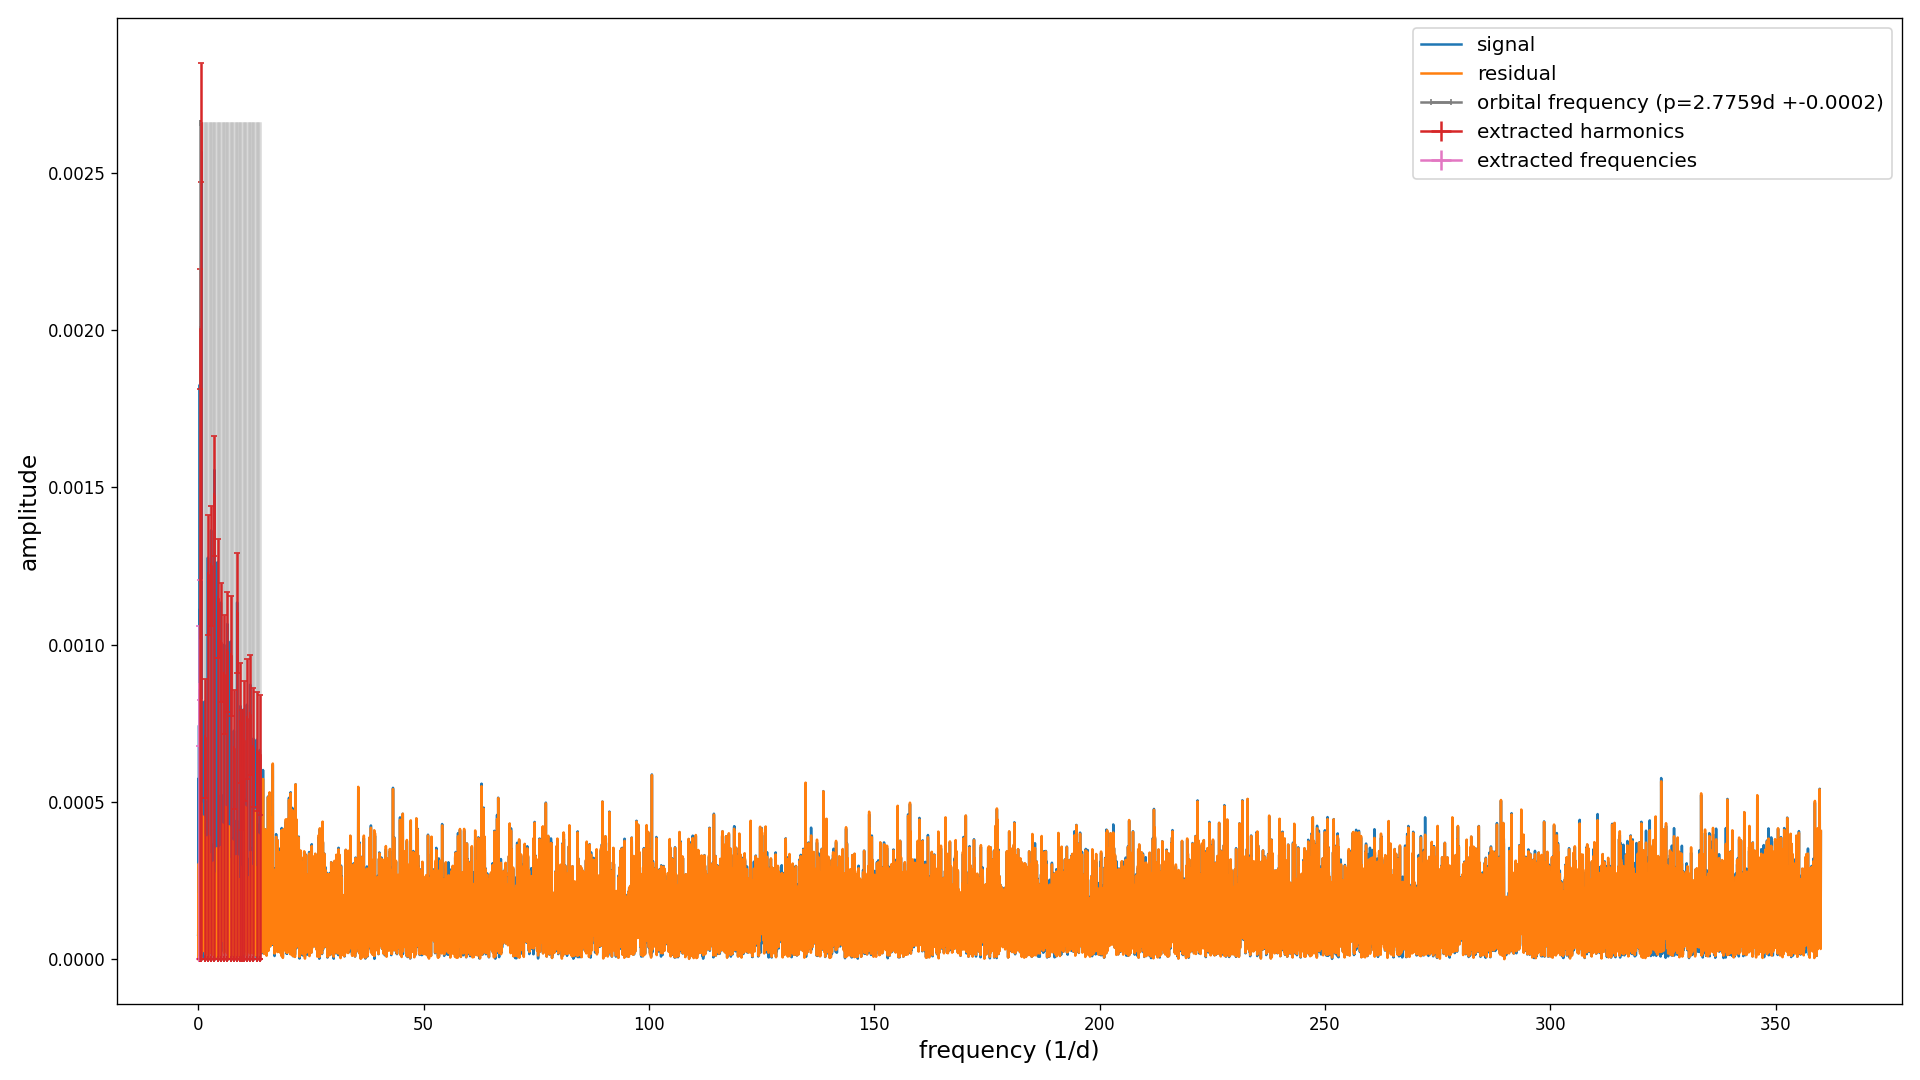 signal
residual
orbital frequency (p=2.7759d +-0.0002)
extracted harmonics
extracted frequencies
amplitude
0.0025
0.0020
0.0015
0.0010
0.0005
0.0000
0 50 100 150 200 250 300 350
frequency (1/d)